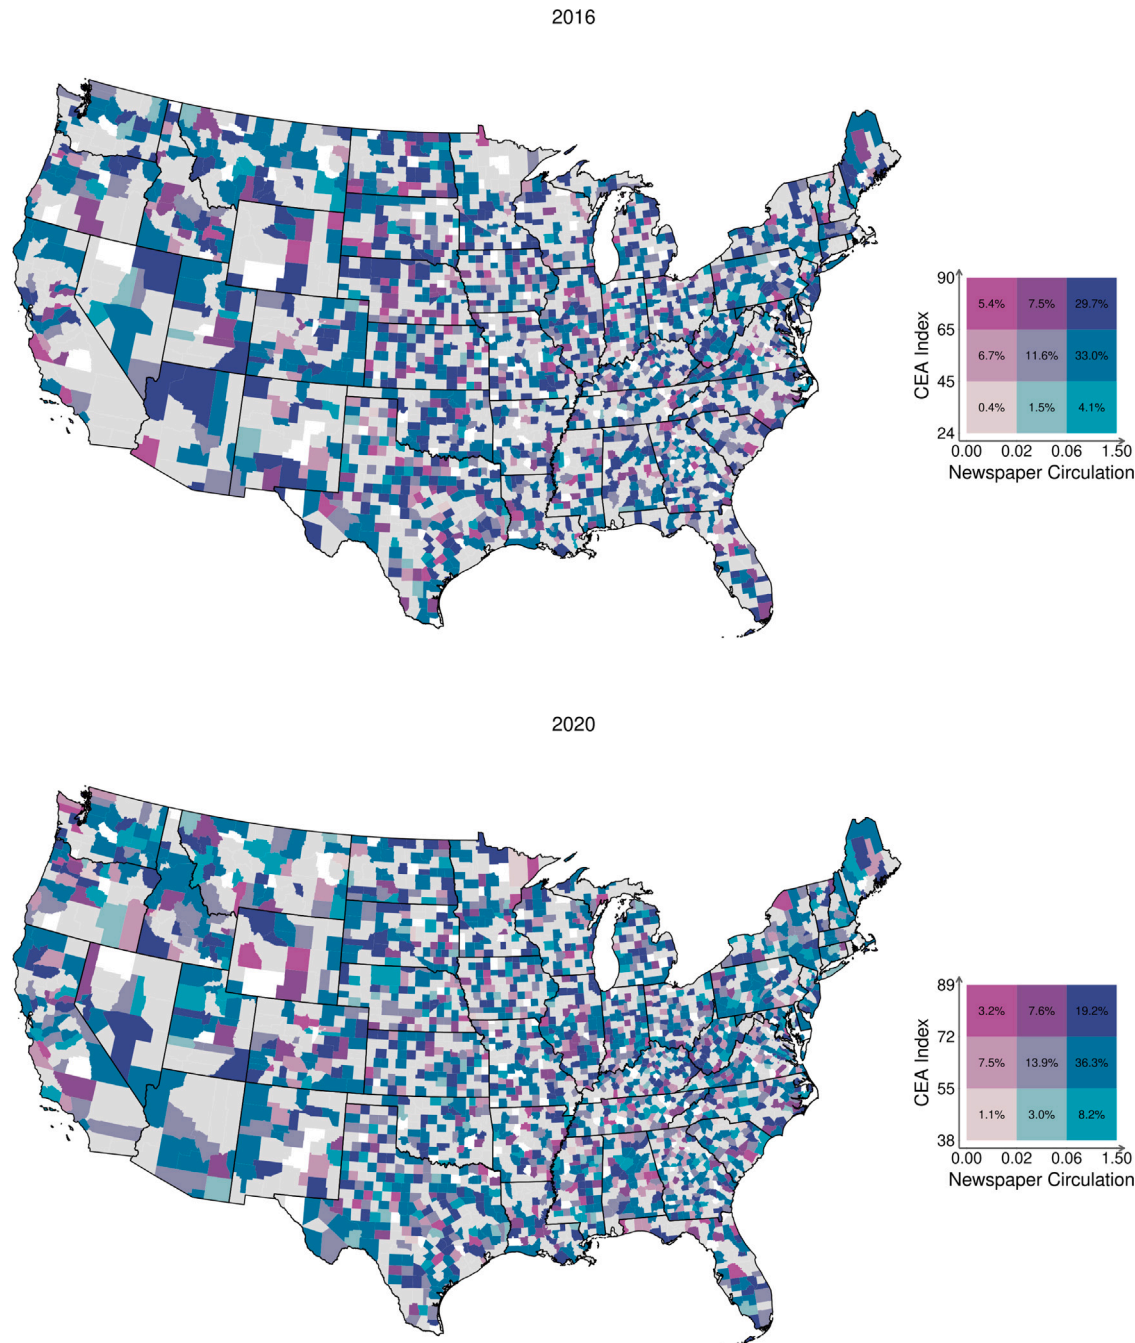 2016
90
5.4% 7.5% 29.7%
65
6.7% 11.6% 33.0%
45
0.4% 1.5% 4.1%
24
CEA Index
0.00 0.02 0.06 1.50
Newspaper Circulation
2020
89
3.2% 7.6% 19.2%
72
7.5% 13.9% 36.3%
55
1.1% 3.0% 8.2%
38
CEA Index
0.00 0.02 0.06 1.50
Newspaper Circulation